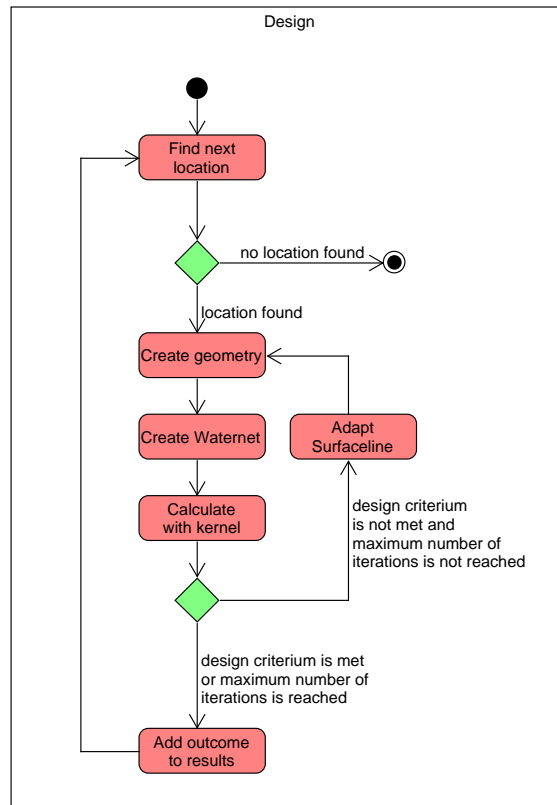 Design
Find next
location
no location found
location found
Create geometry
Create Waternet
Adapt
Surfaceline
Calculate
with kernel
design criterium
is not met and
maximum number of
iterations is not reached
design criterium is met
or maximum number of
iterations is reached
Add outcome
to results